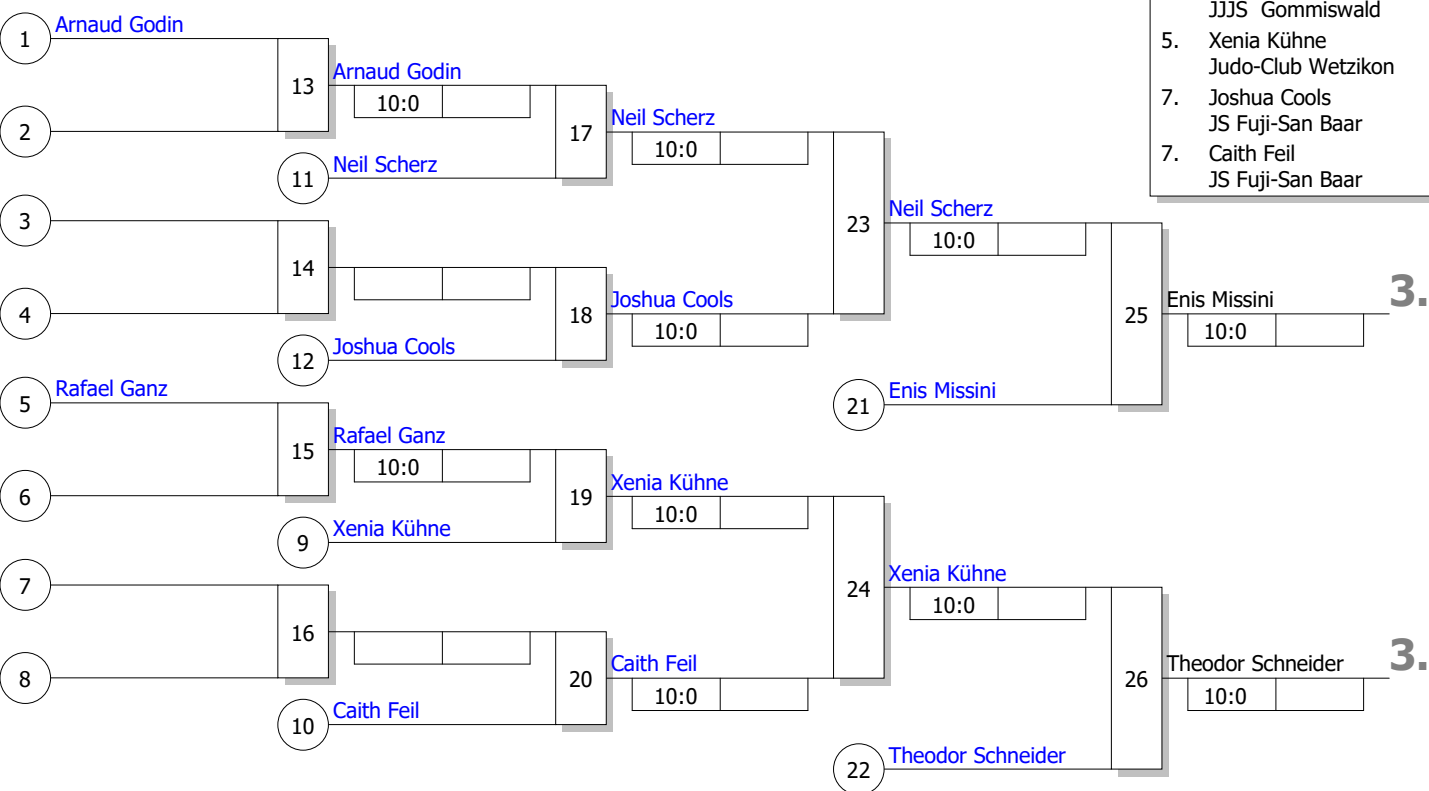 JJJS Gommiswald
5. Xenia Kühne
Judo-Club Wetzikon
7. Joshua Cools
JS Fuji-San Baar
7. Caith Feil
JS Fuji-San Baar
1 Arnaud Godin
2
13 Arnaud Godin
10:0
11 Neil Scherz
17 Neil Scherz
10:0
3
4
14
12 Joshua Cools
18 Joshua Cools
10:0
23 Neil Scherz
10:0
21 Enis Missini
25 Enis Missini 3.
10:0
5 Rafael Ganz
6
15 Rafael Ganz
10:0
9 Xenia Kühne
19 Xenia Kühne
10:0
7
8
16
10 Caith Feil
20 Caith Feil
10:0
24 Xenia Kühne
10:0
22 Theodor Schneider
26 Theodor Schneider 3.
10:0